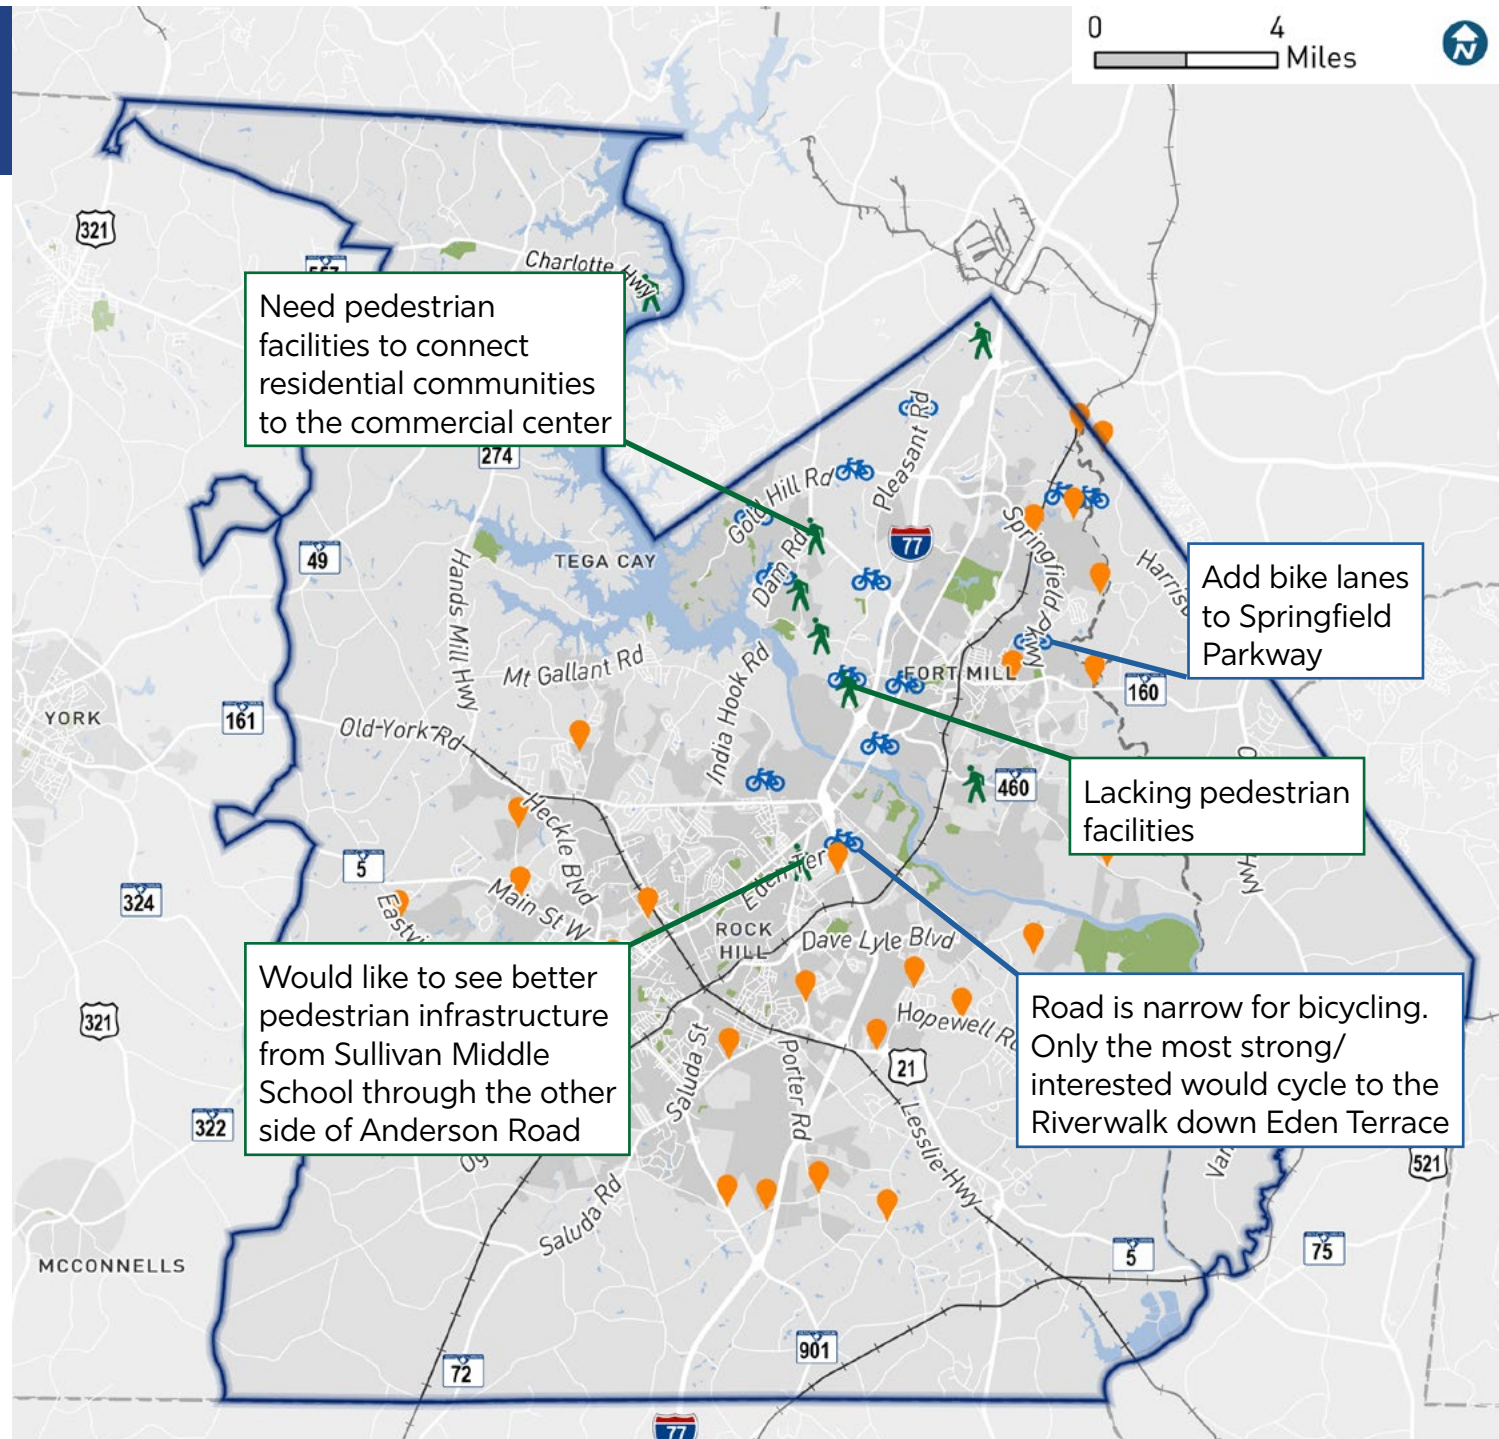 0 4
Miles
N
321
Charlotte Hwy
557
Need pedestrian
facilities to connect
residential communities
to the commercial center
274
Pleasant Rd
Gold Hill Rd
77
Springfield Pkwy
49
TEGA CAY
Dam Rd
Hands Mill Hwy
Add bike lanes
to Springfield
Parkway
Mt Gallant Rd
India Hook Rd
FORT MILL
160
YORK
161
Old-York-Rd
460
Lacking pedestrian
facilities
Heckle Blvd
5
324
Main St W
Eden Ter
ROCK
HILL
Dave Lyle Blvd
Would like to see better
pedestrian infrastructure
from Sullivan Middle
School through the other
side of Anderson Road
Road is narrow for bicycling.
Only the most strong/
interested would cycle to the
Riverwalk down Eden Terrace
321
Hopewell
Saluda St
Porter Rd
21
322
Lesslie-Hwy
521
Saluda Rd
MCCONNELLS
5
75
901
72
77